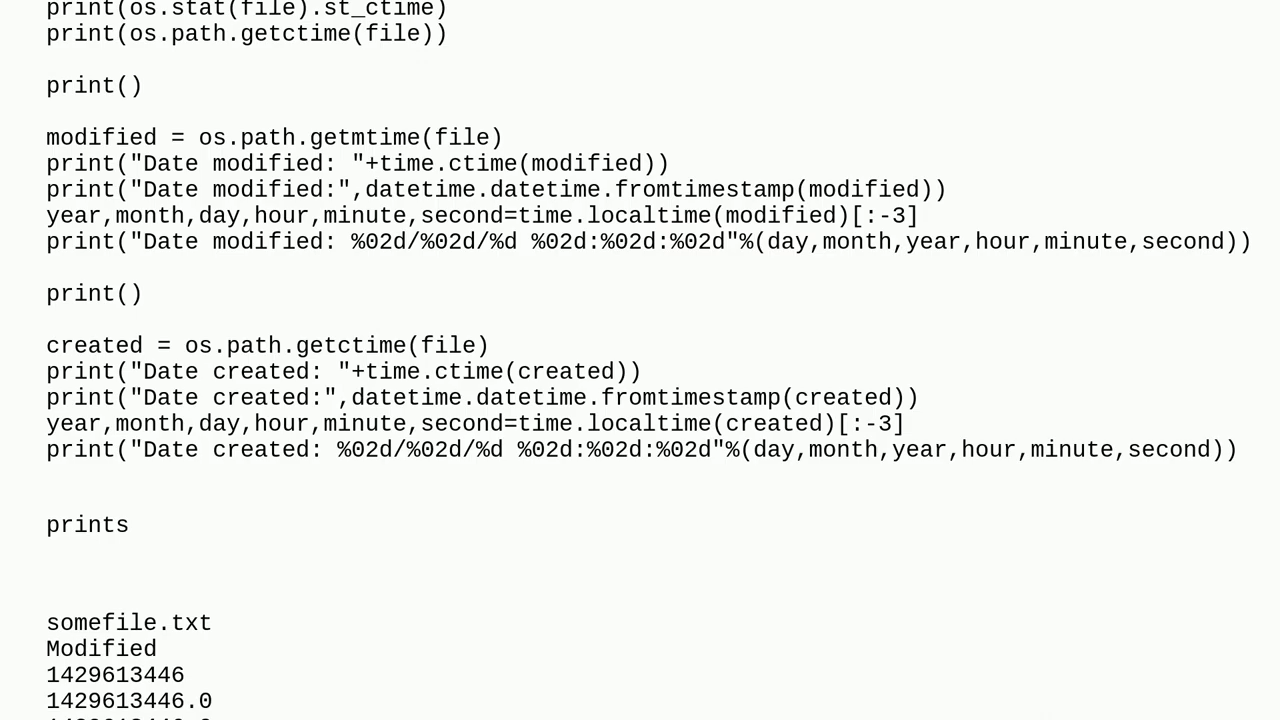 print(os.stat(file).st_ctime)
print(os.path.getctime(file))
print()
modified = os.path.getmtime(file)
print("Date modified: "+time.ctime(modified))
print("Date modified:",datetime.datetime.fromtimestamp(modified))
year,month,day,hour,minute,second=time.localtime(modified)[:-3]
print("Date modified: %02d/%02d/%d %02d:%02d:%02d"%(day,month,year,hour,minute,second))
print()
created = os.path.getctime(file)
print("Date created: "+time.ctime(created))
print("Date created:",datetime.datetime.fromtimestamp(created))
year,month,day,hour,minute,second=time.localtime(created)[:-3]
print("Date created: %02d/%02d/%d %02d:%02d:%02d"%(day,month,year,hour,minute,second))
prints
somefile.txt
Modified
1429613446
1429613446.0